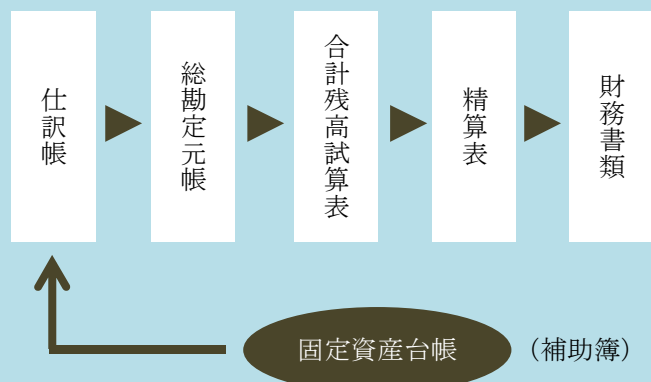 仕訳帳
総勘定元帳
合計残高試算表
精算表
財務書類
固定資産台帳
（補助簿）